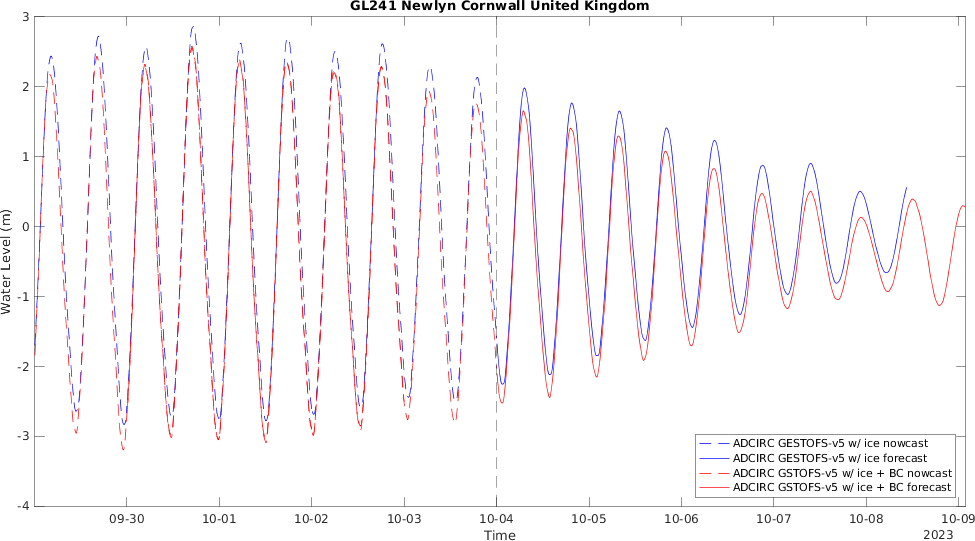 GL241 Newlyn Cornwall United Kingdom
3
2
1
0
-1
-2
-3
-4
Water Level (m)
ADCIRC GESTOFS-v5 w/ ice nowcast
ADCIRC GESTOFS-v5 w/ ice forecast
ADCIRC GSTOFS-v5 w/ ice + BC nowcast
ADCIRC GSTOFS-v5 w/ ice + BC forecast
09-30 10-01 10-02 10-03 10-04 10-05 10-06 10-07 10-08 10-09
Time
2023